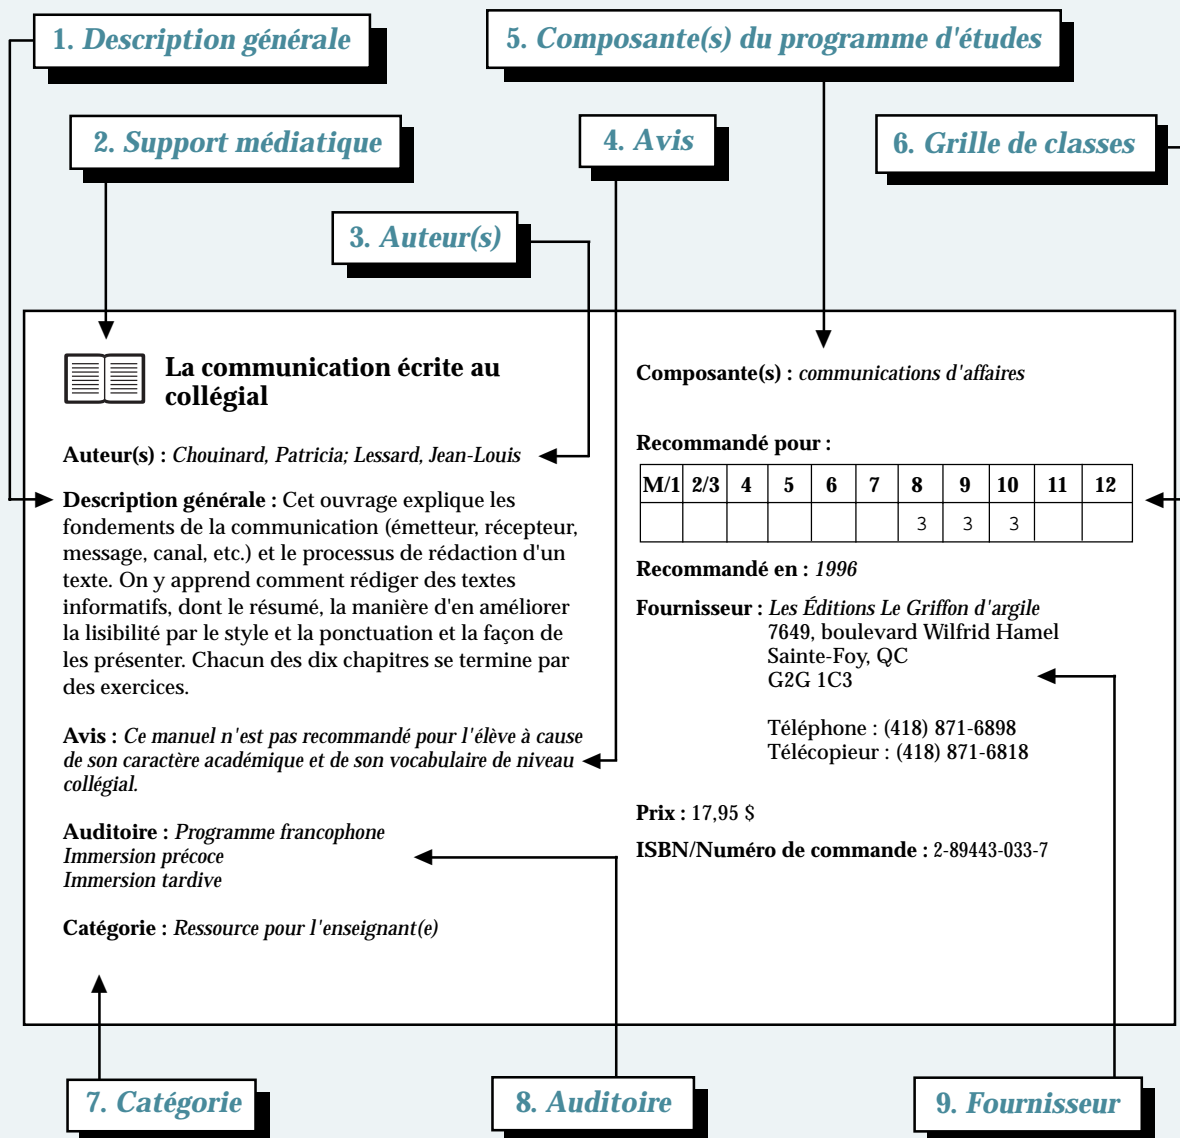 1. Description générale
5. Composante(s) du programme d'études
2. Support médiatique
4. Avis
6. Grille de classes
3. Auteur(s)
La communication écrite au
collégial
Auteur(s) : Chouinard, Patricia; Lessard, Jean-Louis
Description générale : Cet ouvrage explique les
fondements de la communication (émetteur, récepteur,
message, canal, etc.) et le processus de rédaction d'un
texte. On y apprend comment rédiger des textes
informatifs, dont le résumé, la manière d'en améliorer
la lisibilité par le style et la ponctuation et la façon de
les présenter. Chacun des dix chapitres se termine par
des exercices.
Avis : Ce manuel n'est pas recommandé pour l'élève à cause
de son caractère académique et de son vocabulaire de niveau
collégial.
Auditoire : Programme francophone
Immersion précoce
Immersion tardive
Catégorie : Ressource pour l'enseignant(e)
Composante(s) : communications d'affaires
Recommandé pour :
M/1 2/3 4 5 6 7 8 9 10 11 12
3 3 3
Recommandé en : 1996
Fournisseur : Les Éditions Le Griffon d'argile
7649, boulevard Wilfrid Hamel
Sainte-Foy, QC
G2G 1C3
Téléphone : (418) 871-6898
Télécopieur : (418) 871-6818
Prix : 17,95 $
ISBN/Numéro de commande : 2-89443-033-7
7. Catégorie
8. Auditoire
9. Fournisseur